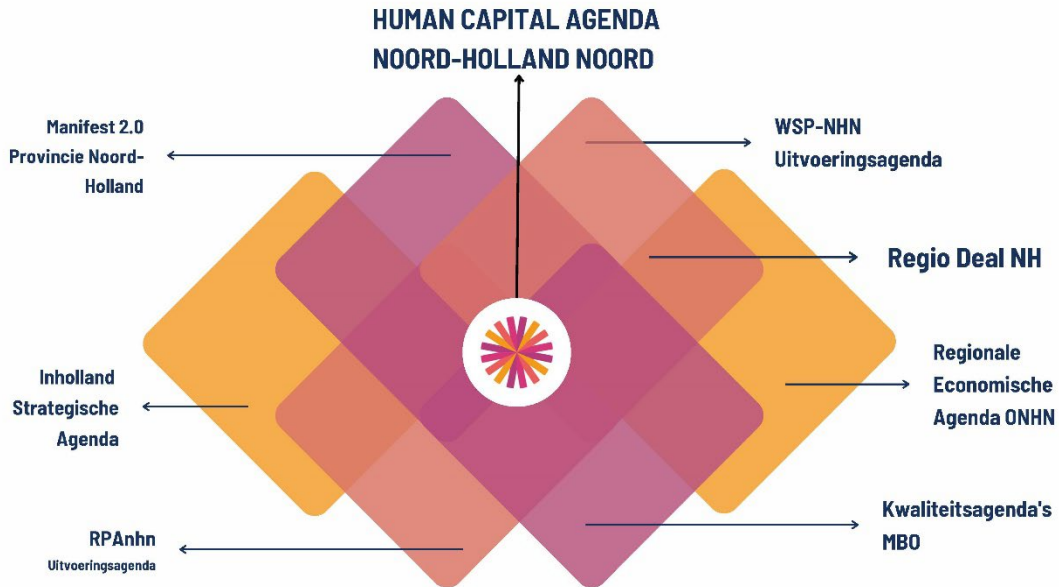 HUMAN CAPITAL AGENDA
NOORD-HOLLAND NOORD
Manifest 2.0
Provincie Noord-
Holland
WSP-NHN
Uitvoeringsagenda
Regio Deal NH
Inholland
Strategische
Agenda
Regionale
Economische
Agenda ONHN
RPAnhn
Uitvoeringsagenda
Kwaliteitsagenda's
MBO